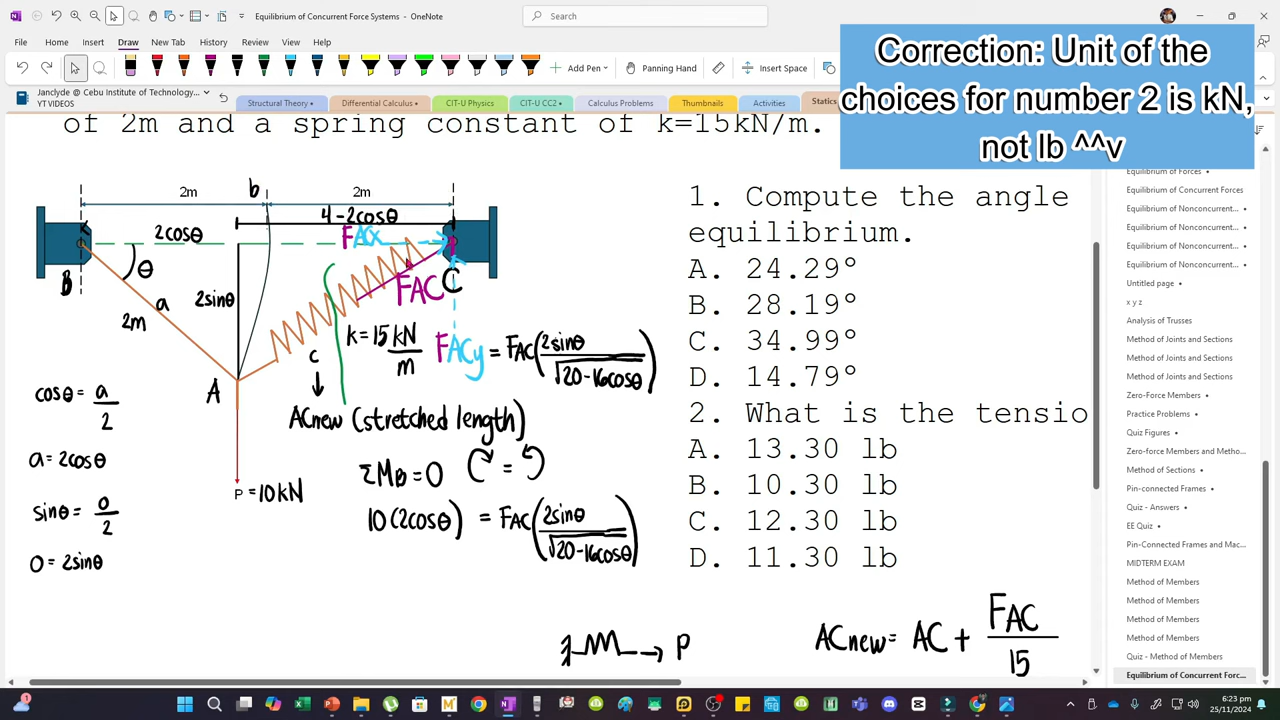 Equilibrium of Concurrent Force Systems - OneNote
Search
File Home Insert Draw New Tab History Review View Help
Add Pen
Panning Hand
Insert Space
Correction: Unit of the
choices for number 2 is kN,
not lb ^^v
Janclyde @ Cebu Institute of Technology...
YT VIDEOS
Structural Theory
Differential Calculus
CIT-U Physics
CIT-U CC2
Calculus Problems
Thumbnails
Activities
Statics
of 2m and a spring constant of k=15kN/m.
2m
b
2m
4-2cosθ
2cosθ
FACx
B
θ
a
2m
2sinθ
FAC
C
k=15 kN/m
FACy = FAC(2sinθ/√20-16cosθ)
c
A
ACnew (stretched length)
cosθ = a/2
a=2cosθ
sinθ = o/2
o=2sinθ
P =10kN
ΣMB=0
=
10(2cosθ) = FAC(2sinθ/√20-16cosθ)
P
ACnew= AC+ FAC/15
1. Compute the angle
equilibrium.
A. 24.29°
B. 28.19°
C. 34.99°
D. 14.79°
2. What is the tensio
A. 13.30 lb
B. 10.30 lb
C. 12.30 lb
D. 11.30 lb
Equilibrium of Forces
Equilibrium of Concurrent Forces
Equilibrium of Nonconcurrent...
Equilibrium of Nonconcurrent...
Equilibrium of Nonconcurrent...
Equilibrium of Nonconcurrent...
Untitled page
x y z
Analysis of Trusses
Method of Joints and Sections
Method of Joints and Sections
Method of Joints and Sections
Zero-Force Members
Practice Problems
Quiz Figures
Zero-force Members and Metho...
Method of Sections
Pin-connected Frames
Quiz - Answers
EE Quiz
Pin-Connected Frames and Mac...
MIDTERM EXAM
Method of Members
Method of Members
Method of Members
Method of Members
Quiz - Method of Members
Equilibrium of Concurrent Forc...
1
6:23 pm
25/11/2024